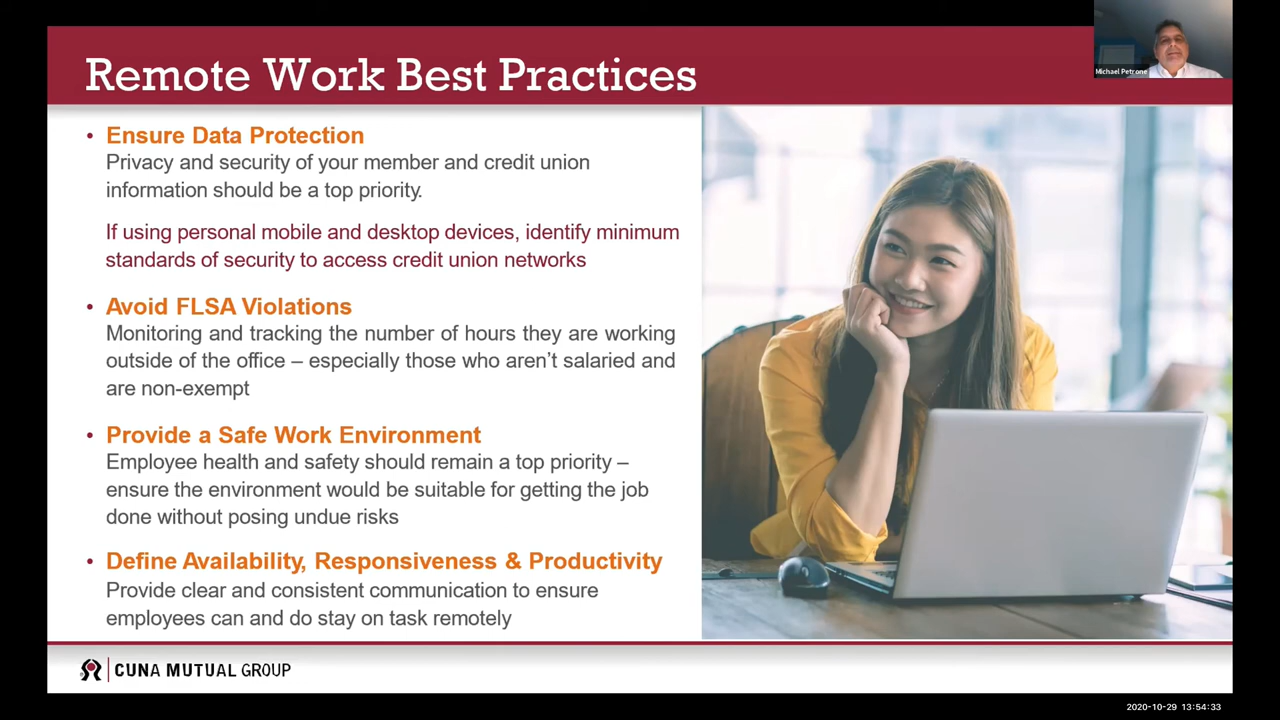 Remote Work Best Practices
Michael Petrone
• Ensure Data Protection
Privacy and security of your member and credit union
information should be a top priority.
If using personal mobile and desktop devices, identify minimum
standards of security to access credit union networks
• Avoid FLSA Violations
Monitoring and tracking the number of hours they are working
outside of the office – especially those who aren’t salaried and
are non-exempt
• Provide a Safe Work Environment
Employee health and safety should remain a top priority –
ensure the environment would be suitable for getting the job
done without posing undue risks
• Define Availability, Responsiveness & Productivity
Provide clear and consistent communication to ensure
employees can and do stay on task remotely
CUNA MUTUAL GROUP
2020-10-29 13:54:33